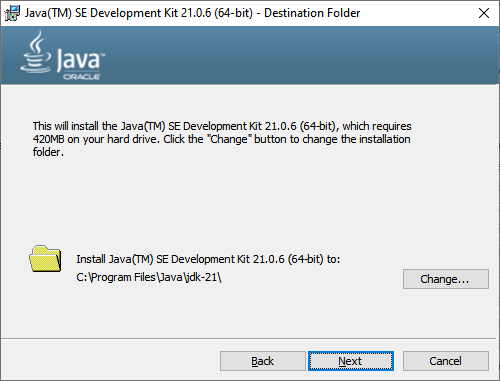 Java(TM) SE Development Kit 21.0.6 (64-bit) - Destination Folder
Java™
ORACLE
This will install the Java(TM) SE Development Kit 21.0.6 (64-bit), which requires
420MB on your hard drive. Click the "Change" button to change the installation
folder.
Install Java(TM) SE Development Kit 21.0.6 (64-bit) to:
C:\Program Files\Java\jdk-21\
Change...
Back
Next
Cancel